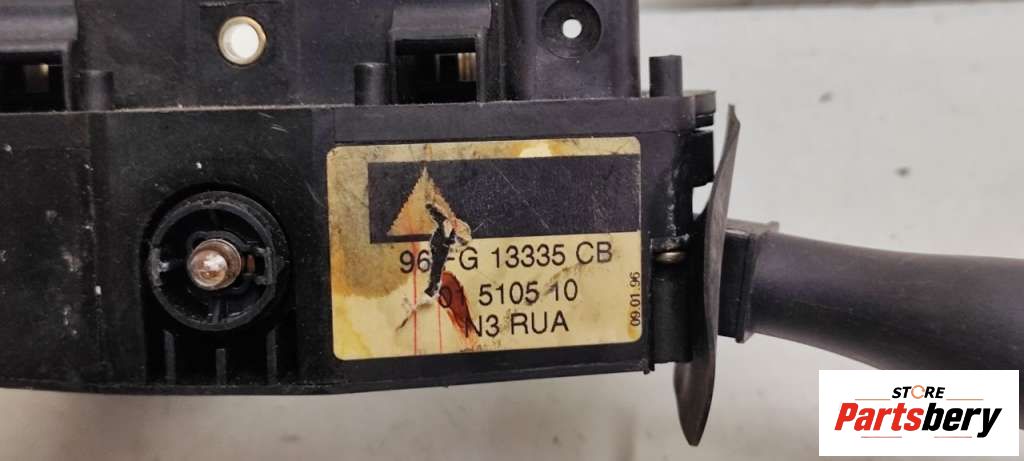 13335 CB
5105 10
N3 RUA
09.01.96
STORE
Partsbery